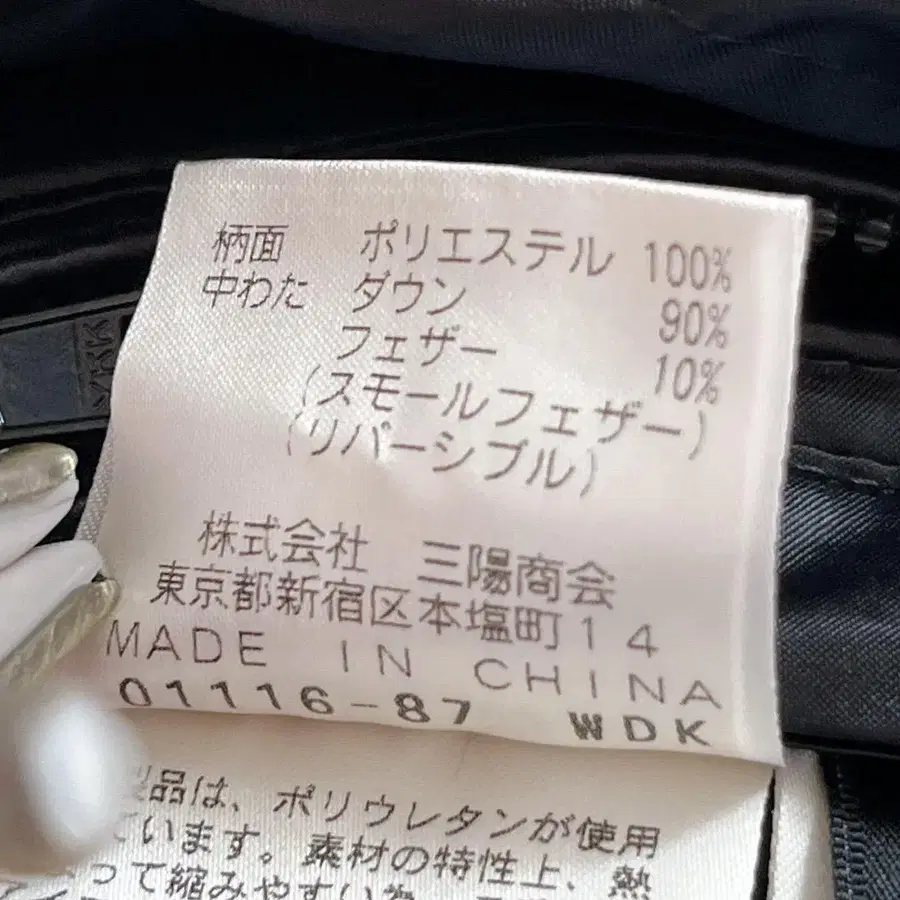 柄面 ポリエステル 100%
中わた ダウン 90%
フェザー 10%
(スモールフェザー)
(リバーシブル)
株式会社 三陽商会
東京都新宿区本塩町14
MADE IN CHINA
01116-87 WDK
製品は、ポリウレタンが使用
ています。素材の特性上、熱
って縮みやすい為
YKK